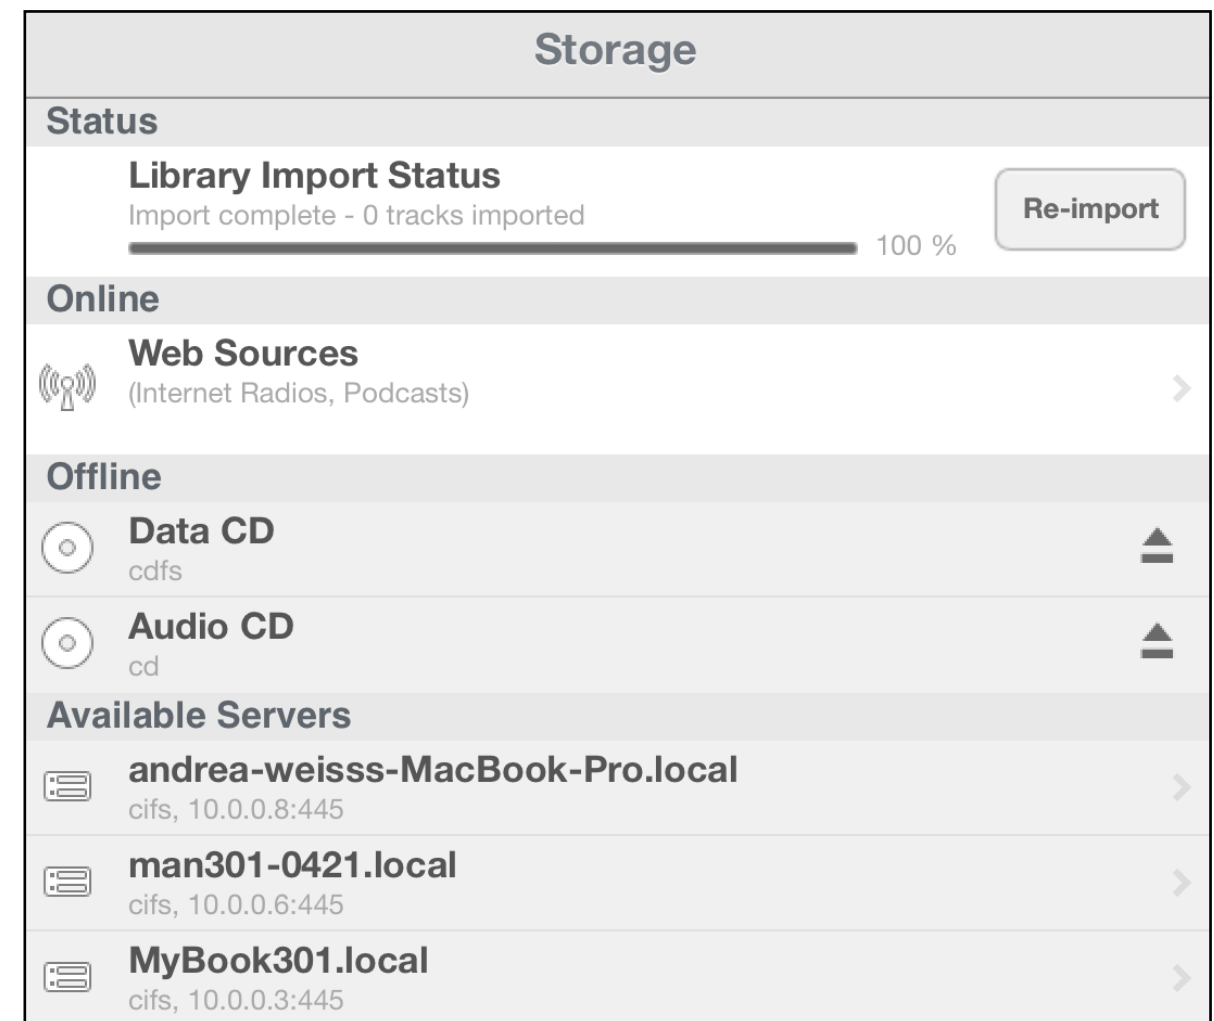 Storage
Status
Library Import Status
Import complete - 0 tracks imported
100 %
Re-import
Online
Web Sources
(Internet Radios, Podcasts)
Offline
Data CD
cdfs
Audio CD
cd
Available Servers
andrea-weisss-MacBook-Pro.local
cifs, 10.0.0.8:445
man301-0421.local
cifs, 10.0.0.6:445
MyBook301.local
cifs, 10.0.0.3:445